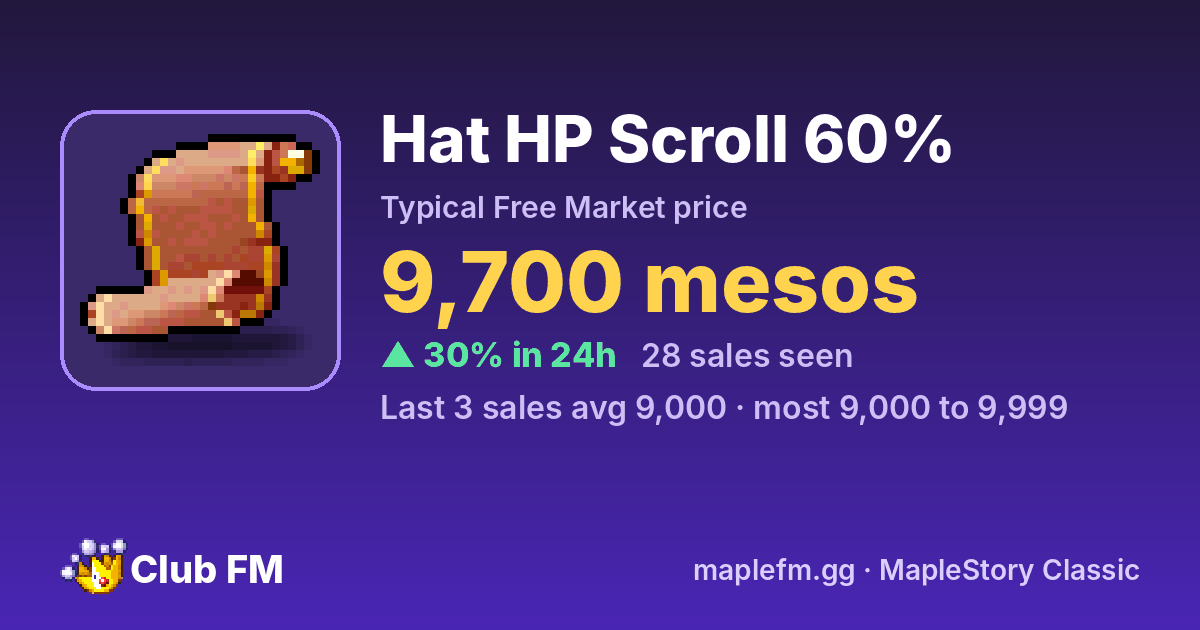 Hat HP Scroll 60%
Typical Free Market price
9,700 mesos
▲ 30% in 24h 28 sales seen
Last 3 sales avg 9,000 · most 9,000 to 9,999
Club FM
maplefm.gg · MapleStory Classic